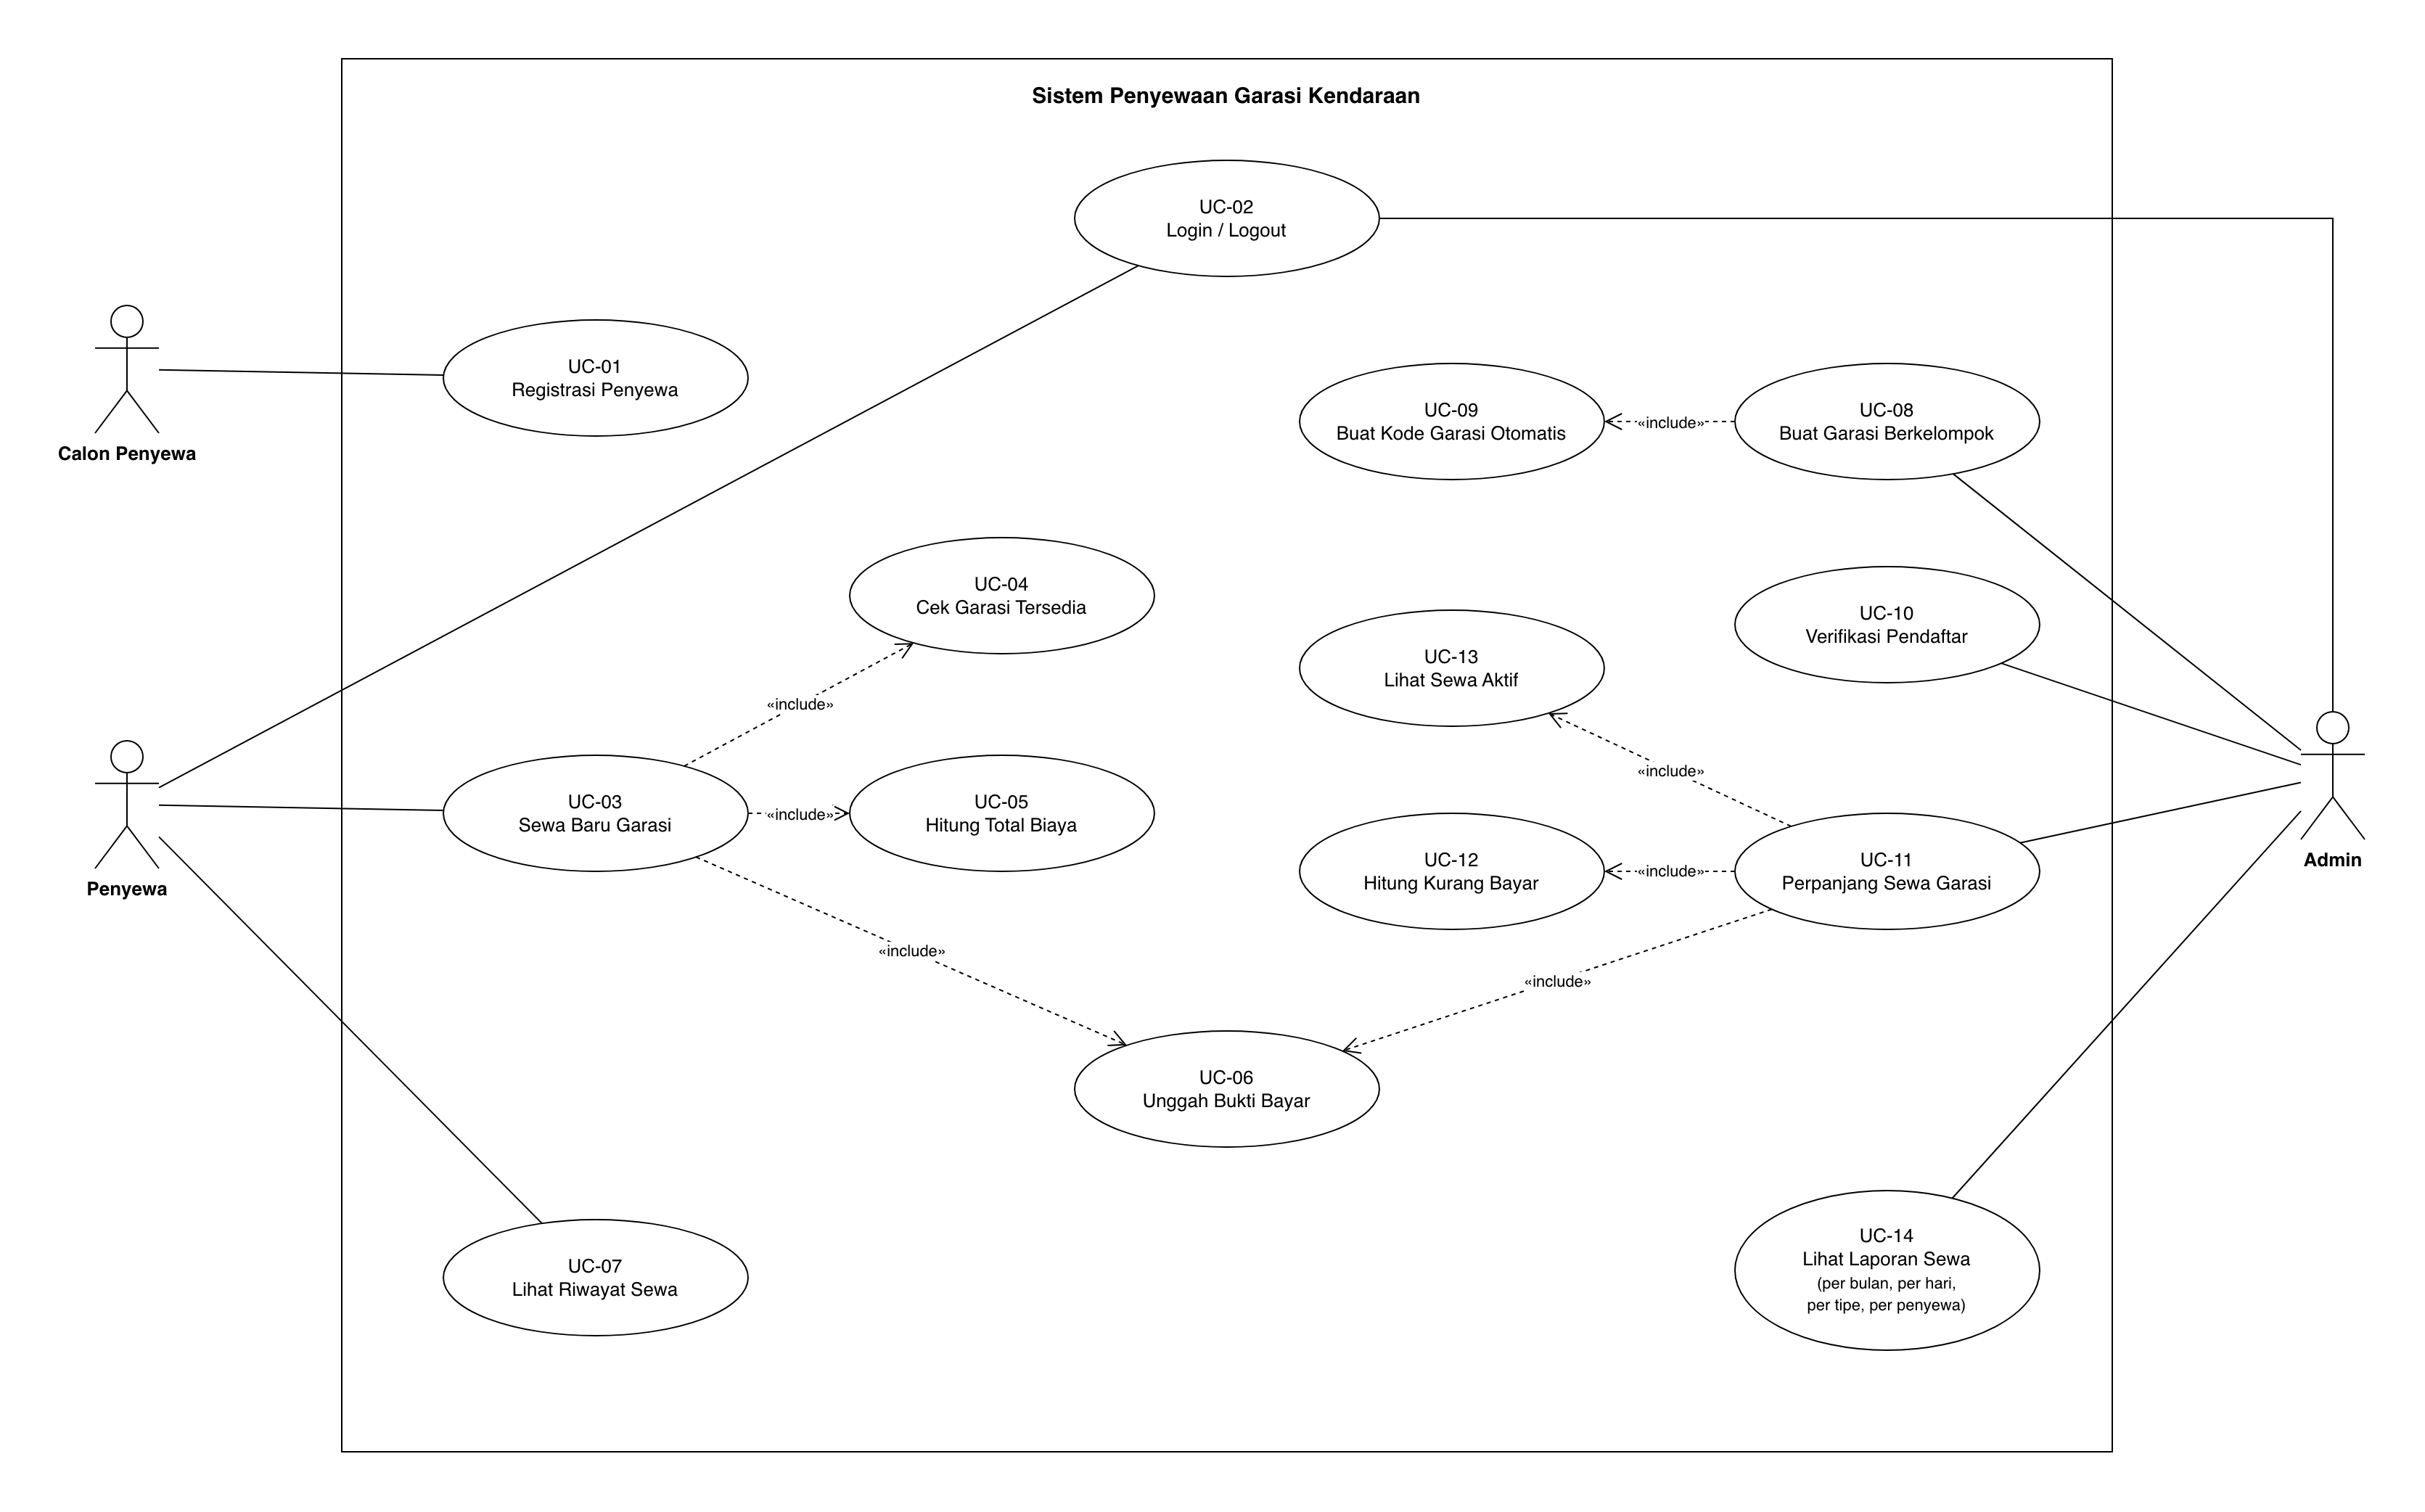 Sistem Penyewaan Garasi Kendaraan
UC-02
Login / Logout
UC-01
Registrasi Penyewa
Calon Penyewa
UC-09
Buat Kode Garasi Otomatis
«include»
UC-08
Buat Garasi Berkelompok
UC-04
Cek Garasi Tersedia
UC-10
Verifikasi Pendaftar
UC-13
Lihat Sewa Aktif
«include»
«include»
UC-03
Sewa Baru Garasi
«include»
UC-05
Hitung Total Biaya
Penyewa
UC-12
Hitung Kurang Bayar
«include»
UC-11
Perpanjang Sewa Garasi
Admin
«include»
«include»
UC-06
Unggah Bukti Bayar
UC-07
Lihat Riwayat Sewa
UC-14
Lihat Laporan Sewa
(per bulan, per hari,
per tipe, per penyewa)